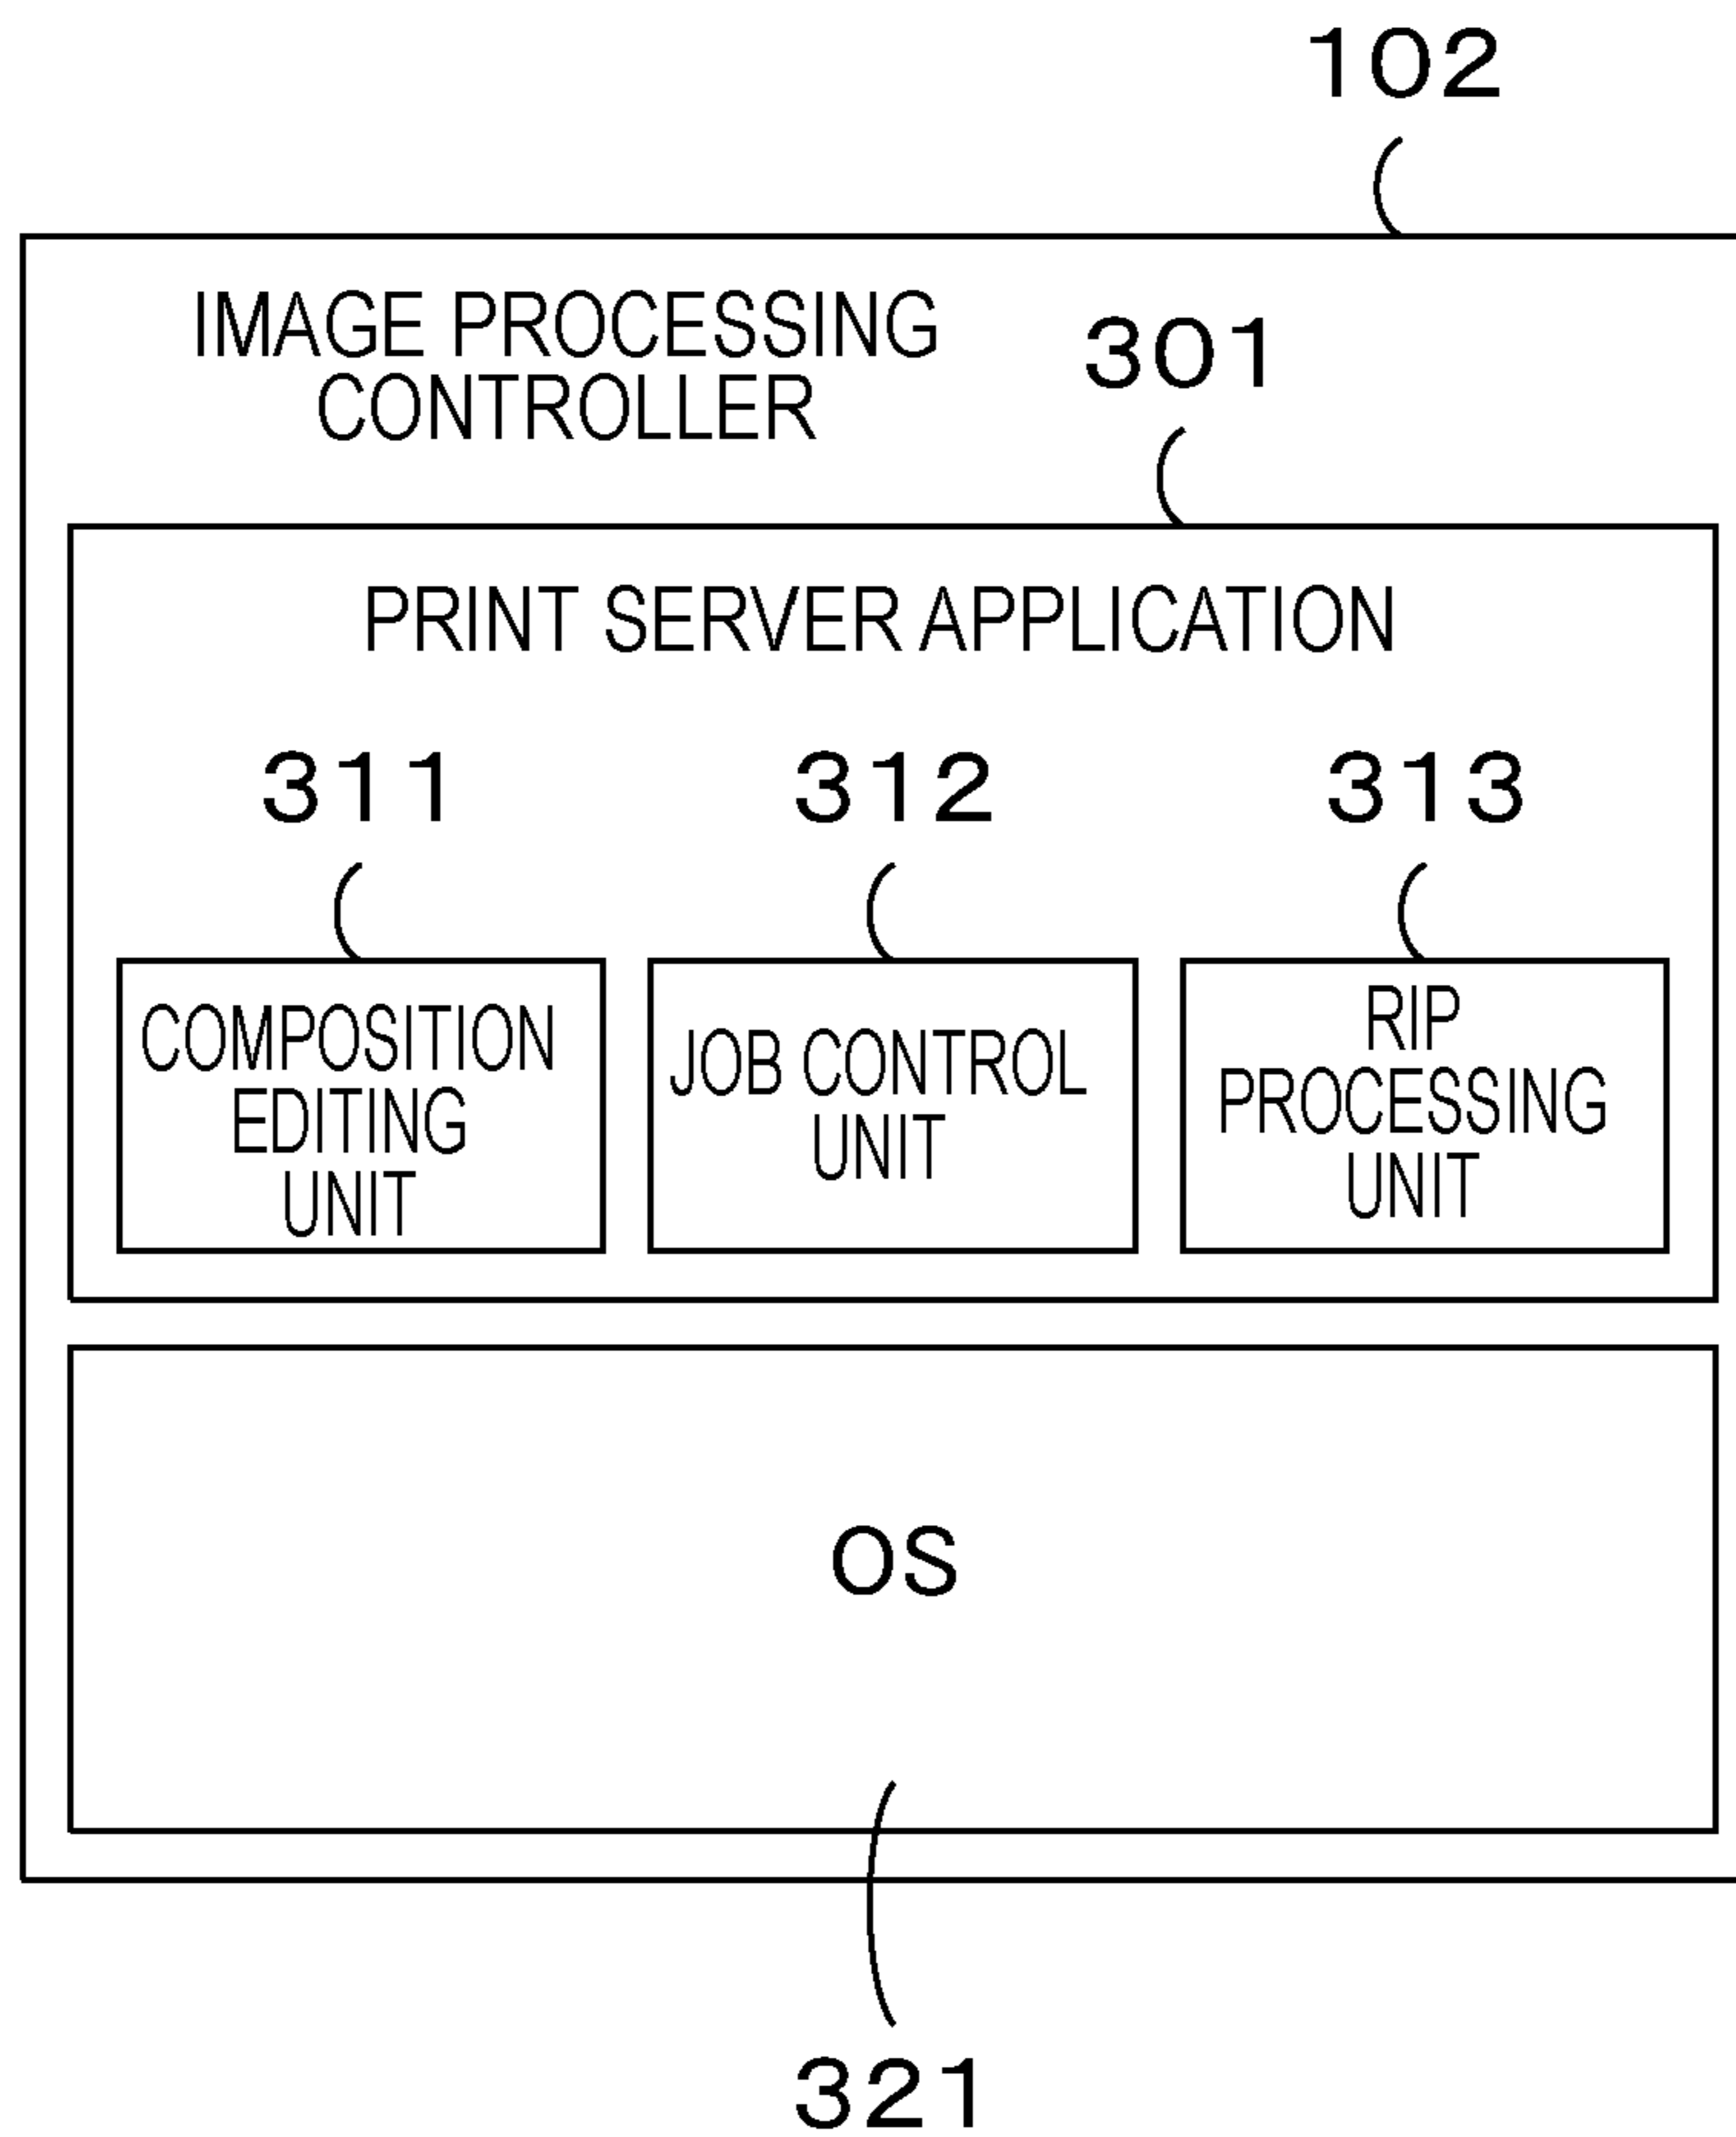 102
IMAGE PROCESSING
CONTROLLER
301
PRINT SERVER APPLICATION
311
312
313
COMPOSITION
EDITING
UNIT
JOB CONTROL
UNIT
RIP
PROCESSING
UNIT
OS
321